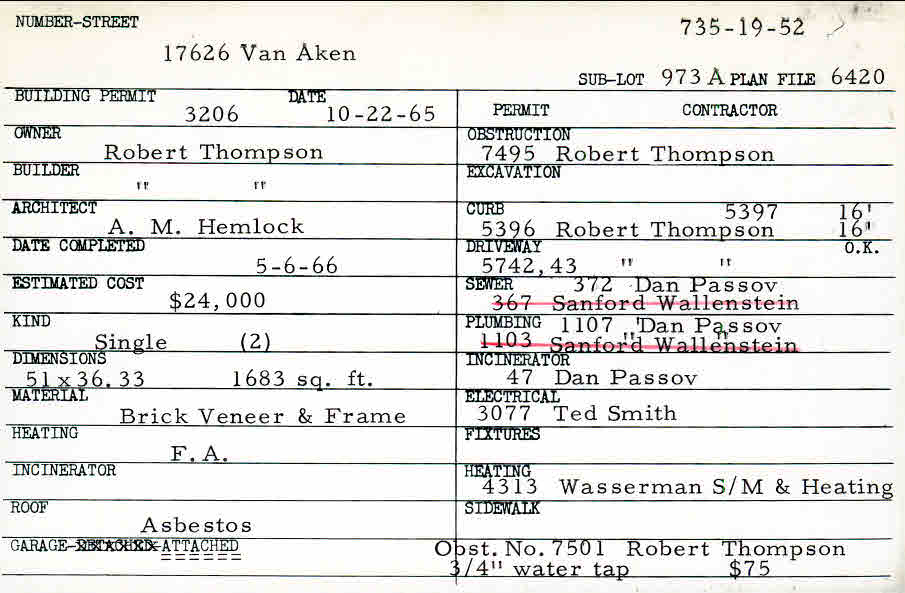 NUMBER-STREET
735-19-52
17626 Van Aken
SUB-LOT 973 A PLAN FILE 6420
BUILDING PERMIT DATE
3206 10-22-65
OWNER
Robert Thompson
BUILDER
" "
ARCHITECT
A. M. Hemlock
DATE COMPLETED
5-6-66
ESTIMATED COST
$24,000
KIND
Single (2)
DIMENSIONS
51 x 36.33 1683 sq. ft.
MATERIAL
Brick Veneer & Frame
HEATING
F.A.
INCINERATOR
ROOF
Asbestos
GARAGE-DETACHED-ATTACHED
PERMIT CONTRACTOR
OBSTRUCTION
7495 Robert Thompson
EXCAVATION
CURB 5397 16'
5396 Robert Thompson 16"
DRIVEWAY O.K.
5742,43 " "
SEWER 372 Dan Passov
367 Sanford Wallenstein
PLUMBING 1107 Dan Passov
1103 Sanford Wallenstein
" "
INCINERATOR
47 Dan Passov
ELECTRICAL
3077 Ted Smith
FIXTURES
HEATING
4313 Wasserman S/M & Heating
SIDEWALK
Obst. No. 7501 Robert Thompson
3/4" water tap $75